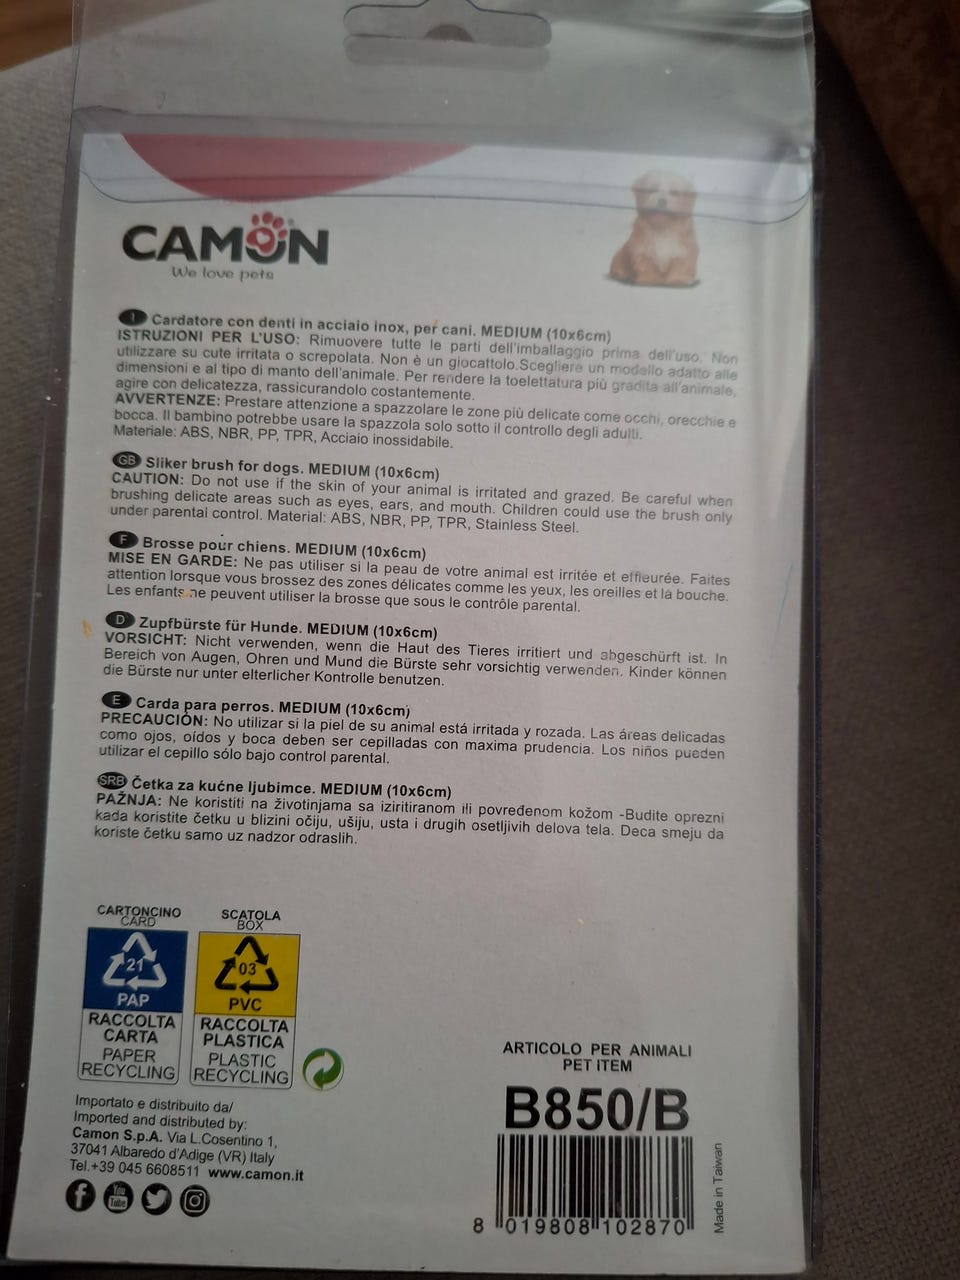 CAMON
We love pets
I Cardatore con denti in acciaio inox, per cani. MEDIUM (10x6cm)
ISTRUZIONI PER L'USO: Rimuovere tutte le parti dell'imballaggio prima dell'uso. Non
utilizzare su cute irritata o screpolata. Non è un giocattolo.Scegliere un modello adatto alle
dimensioni e al tipo di manto dell'animale. Per rendere la toelettatura più gradita all'animale,
agire con delicatezza, rassicurandolo costantemente.
AVVERTENZE: Prestare attenzione a spazzolare le zone più delicate come occhi, orecchie e
bocca. Il bambino potrebbe usare la spazzola solo sotto il controllo degli adulti.
Materiale: ABS, NBR, PP, TPR, Acciaio inossidabile.
GB Sliker brush for dogs. MEDIUM (10x6cm)
CAUTION: Do not use if the skin of your animal is irritated and grazed. Be careful when
brushing delicate areas such as eyes, ears, and mouth. Children could use the brush only
under parental control. Material: ABS, NBR, PP, TPR, Stainless Steel.
F Brosse pour chiens. MEDIUM (10x6cm)
MISE EN GARDE: Ne pas utiliser si la peau de votre animal est irritée et effleurée. Faites
attention lorsque vous brossez des zones délicates comme les yeux, les oreilles et la bouche.
Les enfants ne peuvent utiliser la brosse que sous le contrôle parental.
D Zupfbürste für Hunde. MEDIUM (10x6cm)
VORSICHT: Nicht verwenden, wenn die Haut des Tieres irritiert und abgeschürft ist. In
Bereich von Augen, Ohren und Mund die Bürste sehr vorsichtig verwenden. Kinder können
die Bürste nur unter elterlicher Kontrolle benutzen.
E Carda para perros. MEDIUM (10x6cm)
PRECAUCIÓN: No utilizar si la piel de su animal está irritada y rozada. Las áreas delicadas
como ojos, oídos y boca deben ser cepilladas con maxima prudencia. Los niños pueden
utilizar el cepillo sólo bajo control parental.
SRB Četka za kućne ljubimce. MEDIUM (10x6cm)
PAŽNJA: Ne koristiti na životinjama sa iziritiranom ili povređenom kožom -Budite oprezni
kada koristite četku u blizini očiju, ušiju, usta i drugih osetljivih delova tela. Deca smeju da
koriste četku samo uz nadzor odraslih.
CARTONCINO
CARD
21
PAP
RACCOLTA
CARTA
PAPER
RECYCLING
SCATOLA
BOX
03
PVC
RACCOLTA
PLASTICA
PLASTIC
RECYCLING
Importato e distribuito da/
Imported and distributed by:
Camon S.p.A. Via L.Cosentino 1,
37041 Albaredo d'Adige (VR) Italy
Tel.+39 045 6608511 www.camon.it
You
Tube
ARTICOLO PER ANIMALI
PET ITEM
B850/B
8 019808 102870
Made in Taiwan